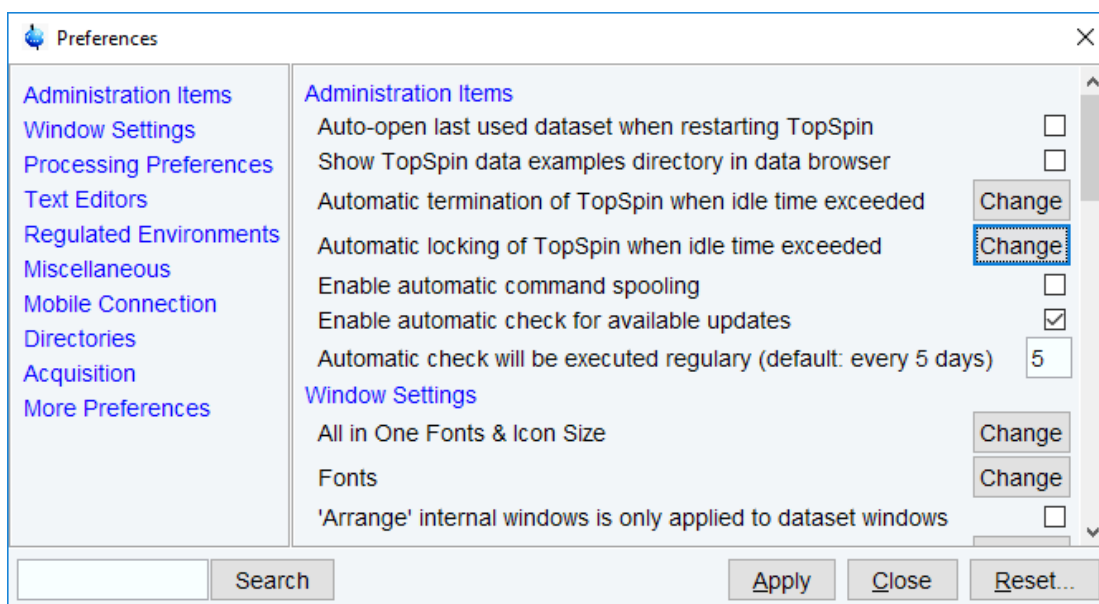 Preferences
Administration Items
Window Settings
Processing Preferences
Text Editors
Regulated Environments
Miscellaneous
Mobile Connection
Directories
Acquisition
More Preferences
Administration Items
Auto-open last used dataset when restarting TopSpin
Show TopSpin data examples directory in data browser
Automatic termination of TopSpin when idle time exceeded Change
Automatic locking of TopSpin when idle time exceeded Change
Enable automatic command spooling
Enable automatic check for available updates
Automatic check will be executed regulary (default: every 5 days) 5
Window Settings
All in One Fonts & Icon Size Change
Fonts Change
'Arrange' internal windows is only applied to dataset windows
Search Apply Close Reset...